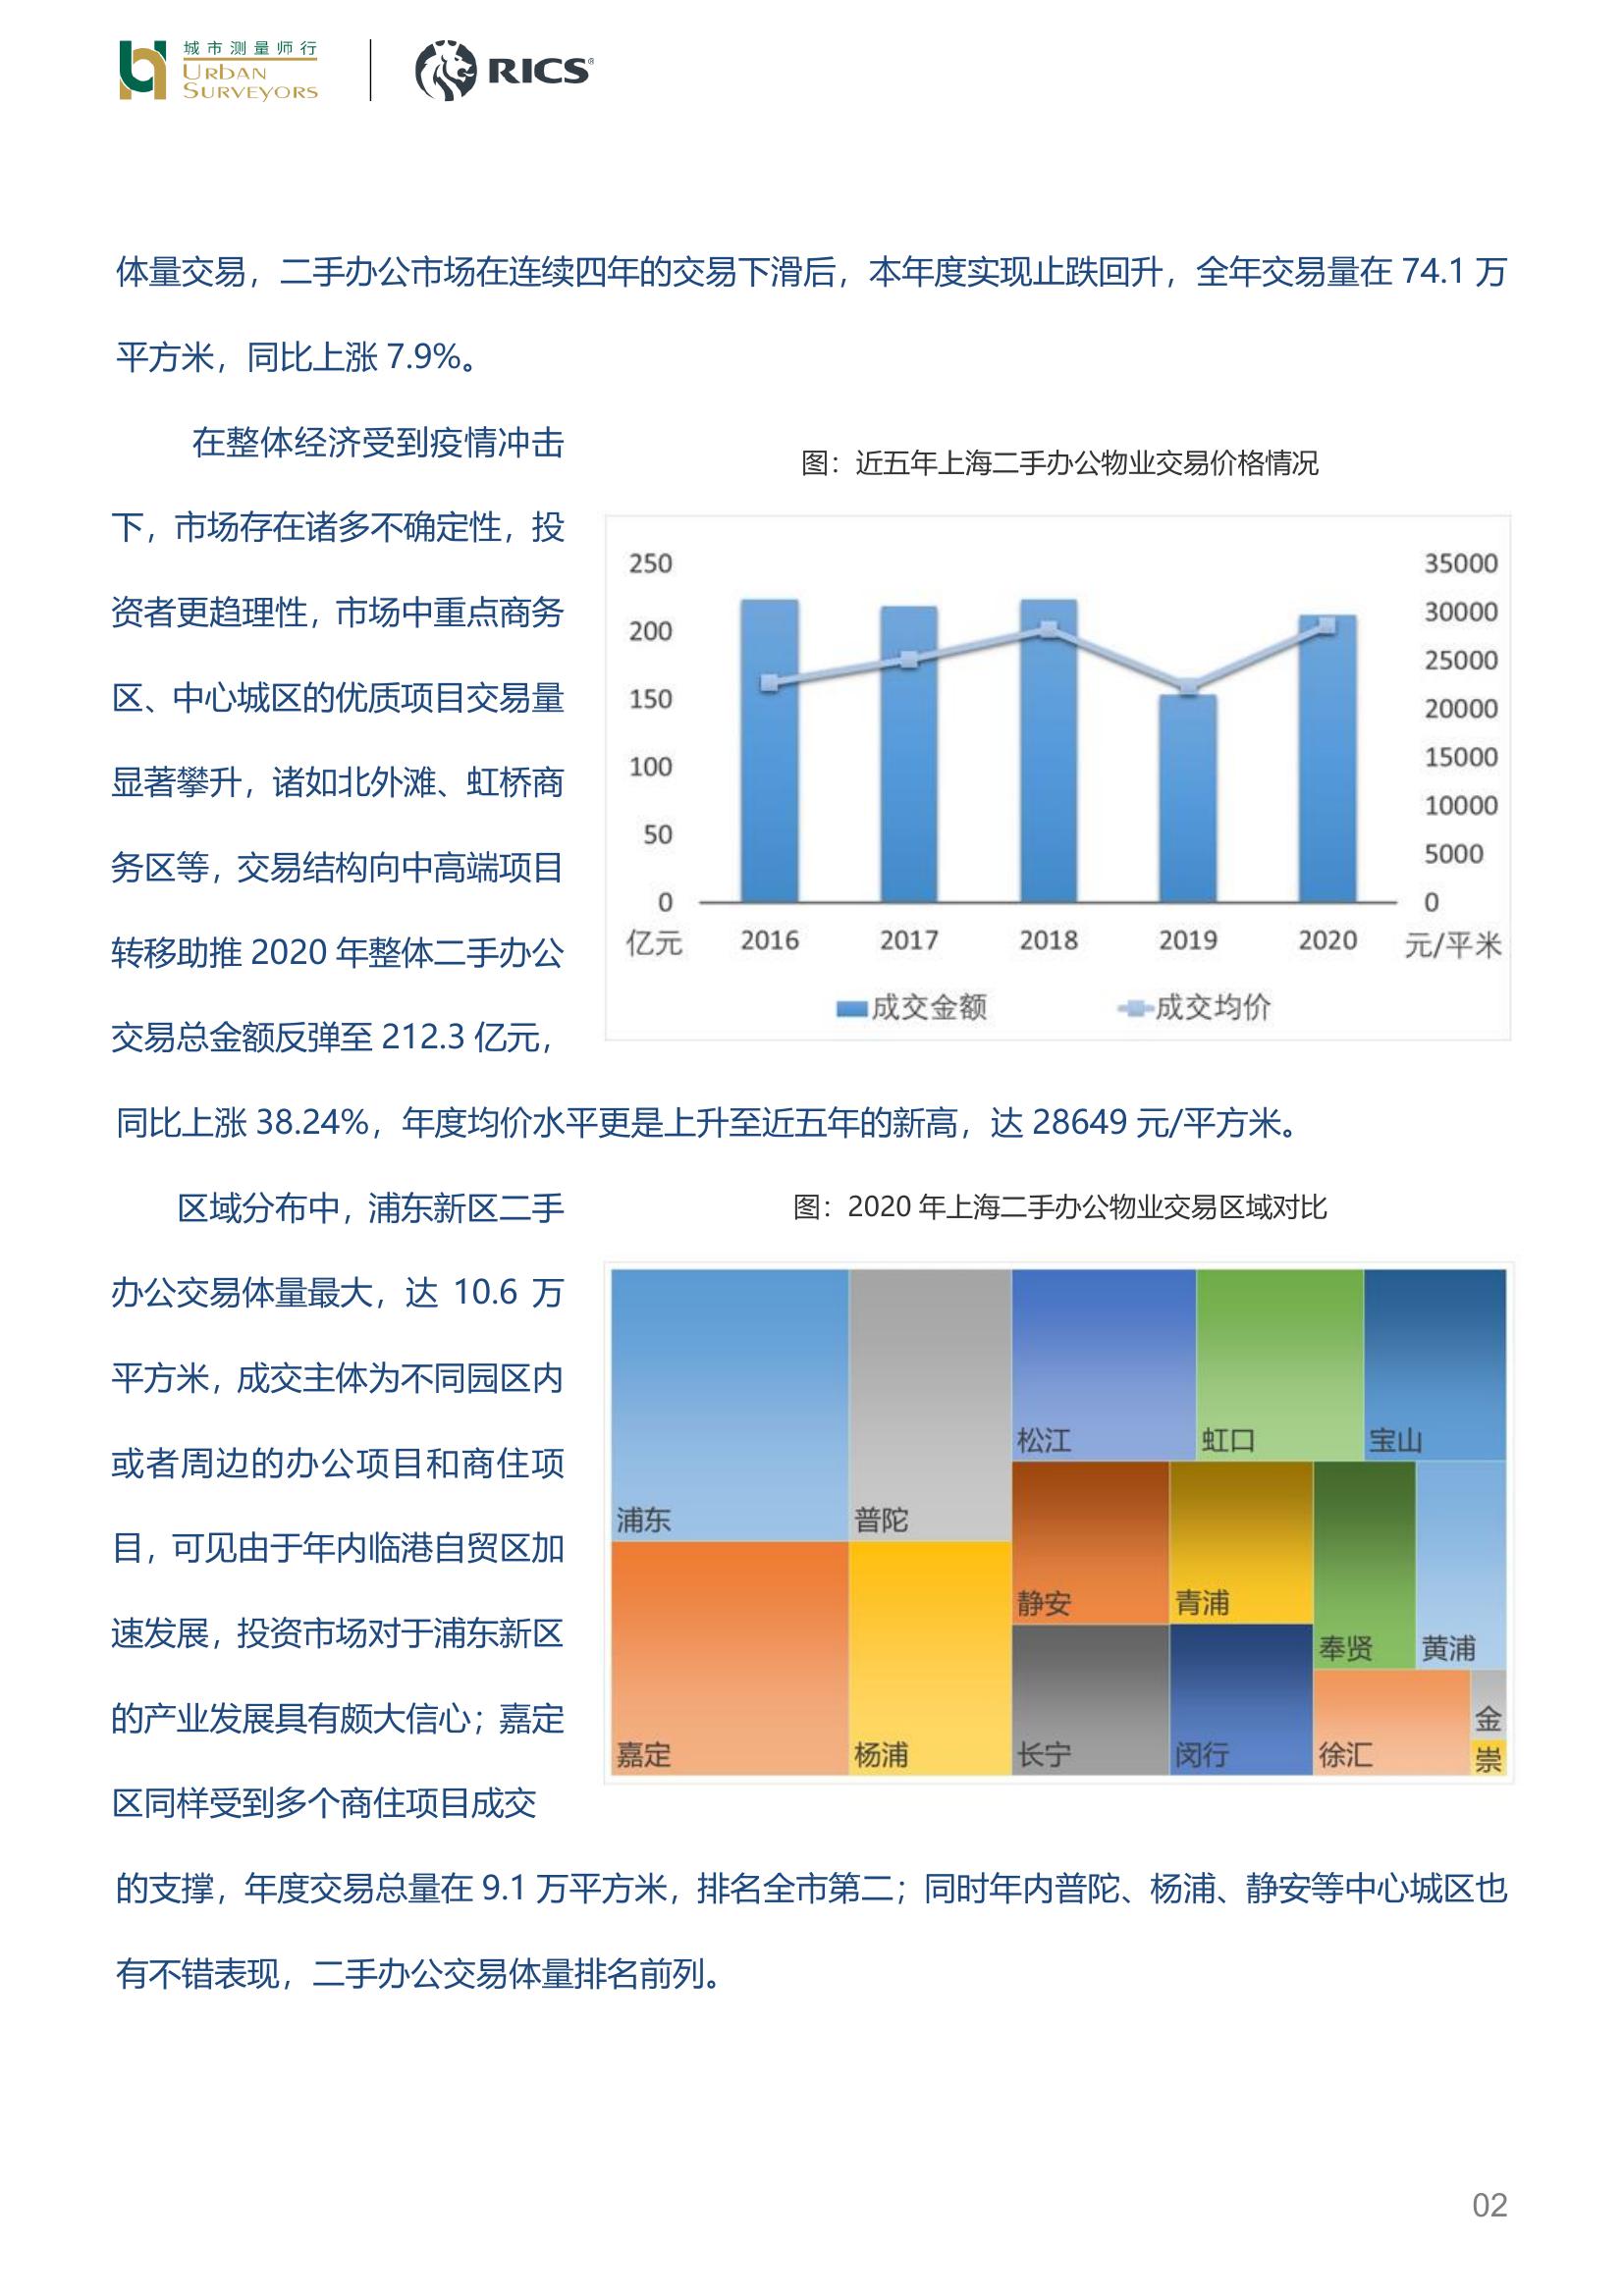 城市测量师行
URBAN
SURVEYORS
RICS®
体量交易，二手办公市场在连续四年的交易下滑后，本年度实现止跌回升，全年交易量在 74.1 万
平方米，同比上涨 7.9%。
在整体经济受到疫情冲击
下，市场存在诸多不确定性，投
资者更趋理性，市场中重点商务
区、中心城区的优质项目交易量
显著攀升，诸如北外滩、虹桥商
务区等，交易结构向中高端项目
转移助推 2020 年整体二手办公
交易总金额反弹至 212.3 亿元，
图：近五年上海二手办公物业交易价格情况
250
200
150
100
50
0
亿元
35000
30000
25000
20000
15000
10000
5000
0
元/平米
2016 2017 2018 2019 2020
成交金额 成交均价
同比上涨 38.24%，年度均价水平更是上升至近五年的新高，达 28649 元/平方米。
区域分布中，浦东新区二手
办公交易体量最大，达 10.6 万
平方米，成交主体为不同园区内
或者周边的办公项目和商住项
目，可见由于年内临港自贸区加
速发展，投资市场对于浦东新区
的产业发展具有颇大信心；嘉定
区同样受到多个商住项目成交
图：2020 年上海二手办公物业交易区域对比
松江 虹口 宝山
浦东 普陀
静安 青浦
奉贤 黄浦
金
嘉定 杨浦 长宁 闵行 徐汇 崇
的支撑，年度交易总量在 9.1 万平方米，排名全市第二；同时年内普陀、杨浦、静安等中心城区也
有不错表现，二手办公交易体量排名前列。
02